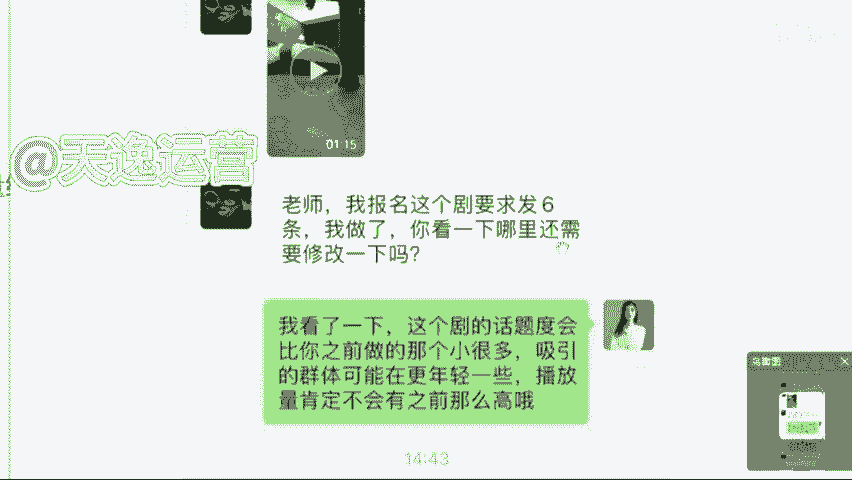 01:15
@天逸运营
老师，我报名这个剧要求发6
条，我做了，你看一下哪里还需
要修改一下吗？
我看了一下，这个剧的话题度会
比你之前做的那个小很多，吸引
的群体可能在更年轻一些，播放
量肯定不会有之前那么高哦
14:43